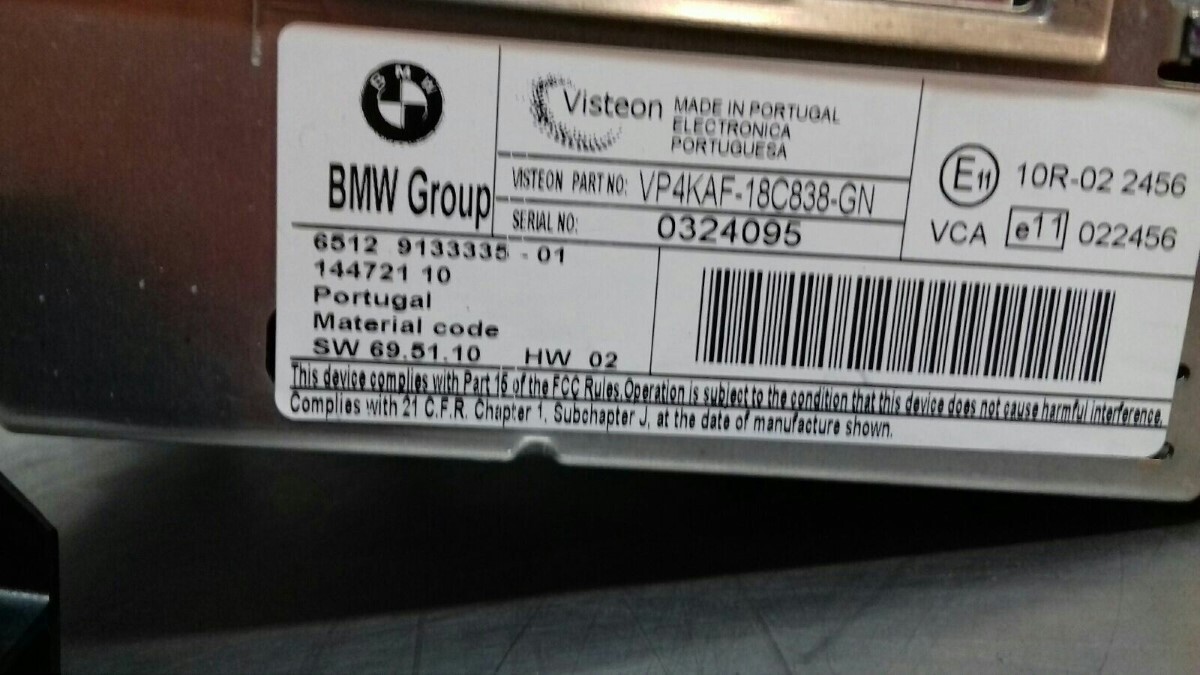 BMW
BMW Group
Visteon
MADE IN PORTUGAL
ELECTRONICA
PORTUGUESA
VISTEON PART NO: VP4KAF-18C838-GN
SERIAL NO: 0324095
E11 10R-02 2456
VCA e11 022456
6512 9133335 - 01
144721 10
Portugal
Material code
SW 69.51.10 HW 02
This device complies with Part 15 of the FCC Rules.Operation is subject to the condition that this device does not cause harmful interference.
Complies with 21 C.F.R. Chapter 1, Subchapter J, at the date of manufacture shown.